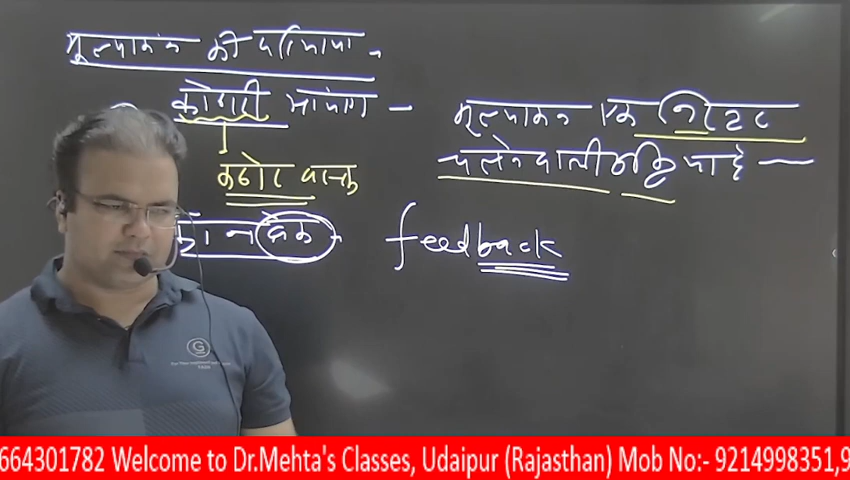 मूल्यांकन की परिभाषा -
कोठारी आयोग - मूल्यांकन एक निरंतर
चलने वाली प्रक्रिया है —
कठोर
feedback
664301782 Welcome to Dr.Mehta's Classes, Udaipur (Rajasthan) Mob No:- 9214998351,9